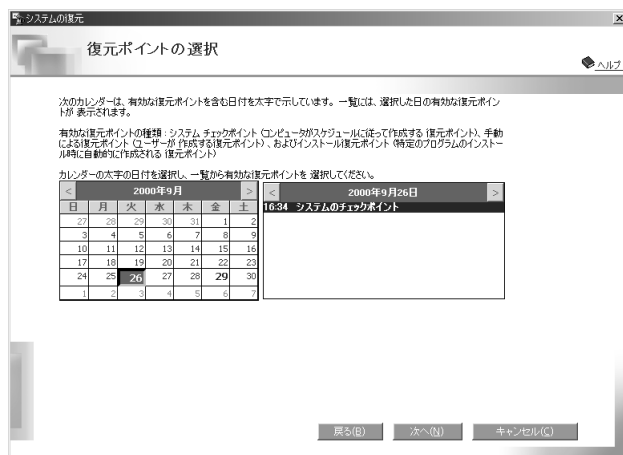 システムの復元
復元ポイントの選択
ヘルプ
次のカレンダーは、有効な復元ポイントを含む日付を太字で示しています。一覧には、選択した日の有効な復元ポイン
トが 表示されます。
有効な復元ポイントの種類 : システム チェックポイント (コンピュータがスケジュールに従って作成する 復元ポイント)、手動
による復元ポイント (ユーザーが 作成する復元ポイント) 、およびインストール復元ポイント (特定のプログラムのインストー
ル時に自動的に作成される 復元ポイント)
カレンダーの太字の日付を選択し、一覧から有効な復元ポイントを 選択してください。
< 2000年9月 >
日 月 火 水 木 金 土
27 28 29 30 31 1 2
3 4 5 6 7 8 9
10 11 12 13 14 15 16
17 18 19 20 21 22 23
24 25 26 27 28 29 30
1 2 3 4 5 6 7
< 2000年9月26日 >
16:34 システムのチェックポイント
戻る(B) 次へ(N) キャンセル(C)